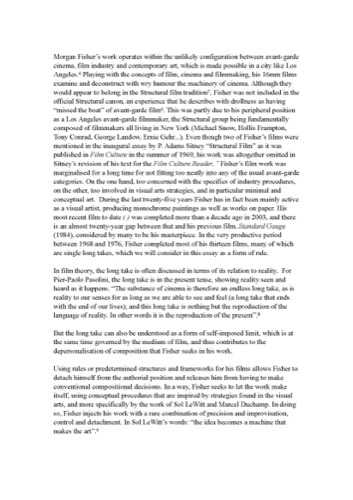 Morgan Fisher's work operates within the unlikely configuration between avant-garde
cinema, film industry and contemporary art, which is made possible in a city like Los
Angeles.⁴ Playing with the concepts of film, cinema and filmmaking, his 16mm films
examine and deconstruct with wry humour the machinery of cinema. Although they
would appear to belong in the Structural film tradition⁵, Fisher was not included in the
official Structural canon, an experience that he describes with drollness as having
"missed the boat" of avant-garde film⁶. This was partly due to his peripheral position
as a Los Angeles avant-garde filmmaker, the Structural group being fundamentally
composed of filmmakers all living in New York (Michael Snow, Hollis Frampton,
Tony Conrad, George Landow, Ernie Gehr...). Even though two of Fisher's films were
mentioned in the inaugural essay by P. Adams Sitney "Structural Film" as it was
published in Film Culture in the summer of 1969, his work was altogether omitted in
Sitney's revision of his text for the Film Culture Reader. ⁷ Fisher's film work was
marginalised for a long time for not fitting too neatly into any of the usual avant-garde
categories. On the one hand, too concerned with the specifics of industry procedures,
on the other, too involved in visual arts strategies, and in particular minimal and
conceptual art. During the last twenty-five years Fisher has in fact been mainly active
as a visual artist, producing monochrome paintings as well as works on paper. His
most recent film to date ( ) was completed more than a decade ago in 2003, and there
is an almost twenty-year gap between that and his previous film, Standard Gauge
(1984), considered by many to be his masterpiece. In the very productive period
between 1968 and 1976, Fisher completed most of his thirteen films, many of which
are single long takes, which we will consider in this essay as a form of rule.
In film theory, the long take is often discussed in terms of its relation to reality. For
Pier-Paolo Pasolini, the long take is in the present tense, showing reality seen and
heard as it happens. "The substance of cinema is therefore an endless long take, as is
reality to our senses for as long as we are able to see and feel (a long take that ends
with the end of our lives); and this long take is nothing but the reproduction of the
language of reality. In other words it is the reproduction of the present".⁸
But the long take can also be understood as a form of self-imposed limit, which is at
the same time governed by the medium of film, and thus contributes to the
depersonalisation of composition that Fisher seeks in his work.
Using rules or predetermined structures and frameworks for his films allows Fisher to
detach himself from the authorial position and releases him from having to make
conventional compositional decisions. In a way, Fisher seeks to let the work make
itself, using conceptual procedures that are inspired by strategies found in the visual
arts, and more specifically by the work of Sol LeWitt and Marcel Duchamp. In doing
so, Fisher injects his work with a rare combination of precision and improvisation,
control and detachment. In Sol LeWitt's words: "the idea becomes a machine that
makes the art".⁹